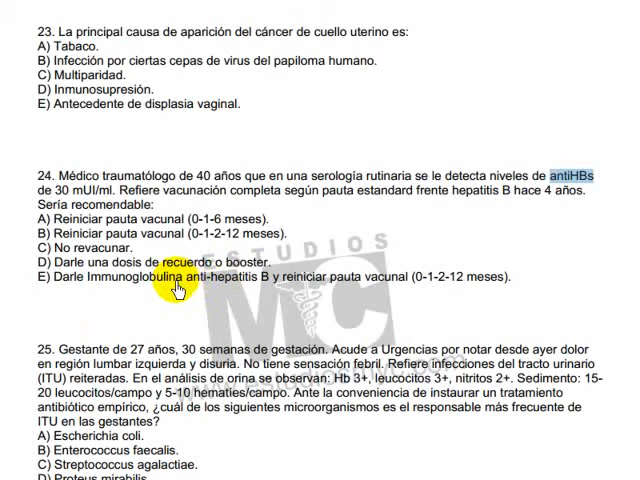 23. La principal causa de aparición del cáncer de cuello uterino es:
A) Tabaco.
B) Infección por ciertas cepas de virus del papiloma humano.
C) Multiparidad.
D) Inmunosupresión.
E) Antecedente de displasia vaginal.
24. Médico traumatólogo de 40 años que en una serología rutinaria se le detecta niveles de antiHBs
de 30 mUI/ml. Refiere vacunación completa según pauta estandard frente hepatitis B hace 4 años.
Sería recomendable:
A) Reiniciar pauta vacunal (0-1-6 meses).
B) Reiniciar pauta vacunal (0-1-2-12 meses).
C) No revacunar.
D) Darle una dosis de recuerdo o booster.
E) Darle Immunoglobulina anti-hepatitis B y reiniciar pauta vacunal (0-1-2-12 meses).
ESTUDIOS
MC
25. Gestante de 27 años, 30 semanas de gestación. Acude a Urgencias por notar desde ayer dolor
en región lumbar izquierda y disuria. No tiene sensación febril. Refiere infecciones del tracto urinario
(ITU) reiteradas. En el análisis de orina se observan: Hb 3+, leucócitos 3+, nitritos 2+. Sedimento: 15-
20 leucocitos/campo y 5-10 hematíes/campo. Ante la conveniencia de instaurar un tratamiento
antibiótico empírico, ¿cuál de los siguientes microorganismos es el responsable más frecuente de
ITU en las gestantes?
A) Escherichia coli.
B) Enterococcus faecalis.
C) Streptococcus agalactiae.
D) Proteus mirabilis.